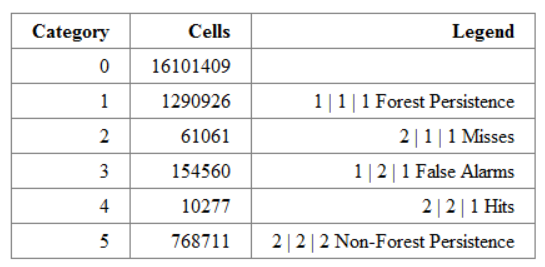 Category Cells Legend
0 16101409
1 1290926 1 | 1 | 1 Forest Persistence
2 61061 2 | 1 | 1 Misses
3 154560 1 | 2 | 1 False Alarms
4 10277 2 | 2 | 1 Hits
5 768711 2 | 2 | 2 Non-Forest Persistence